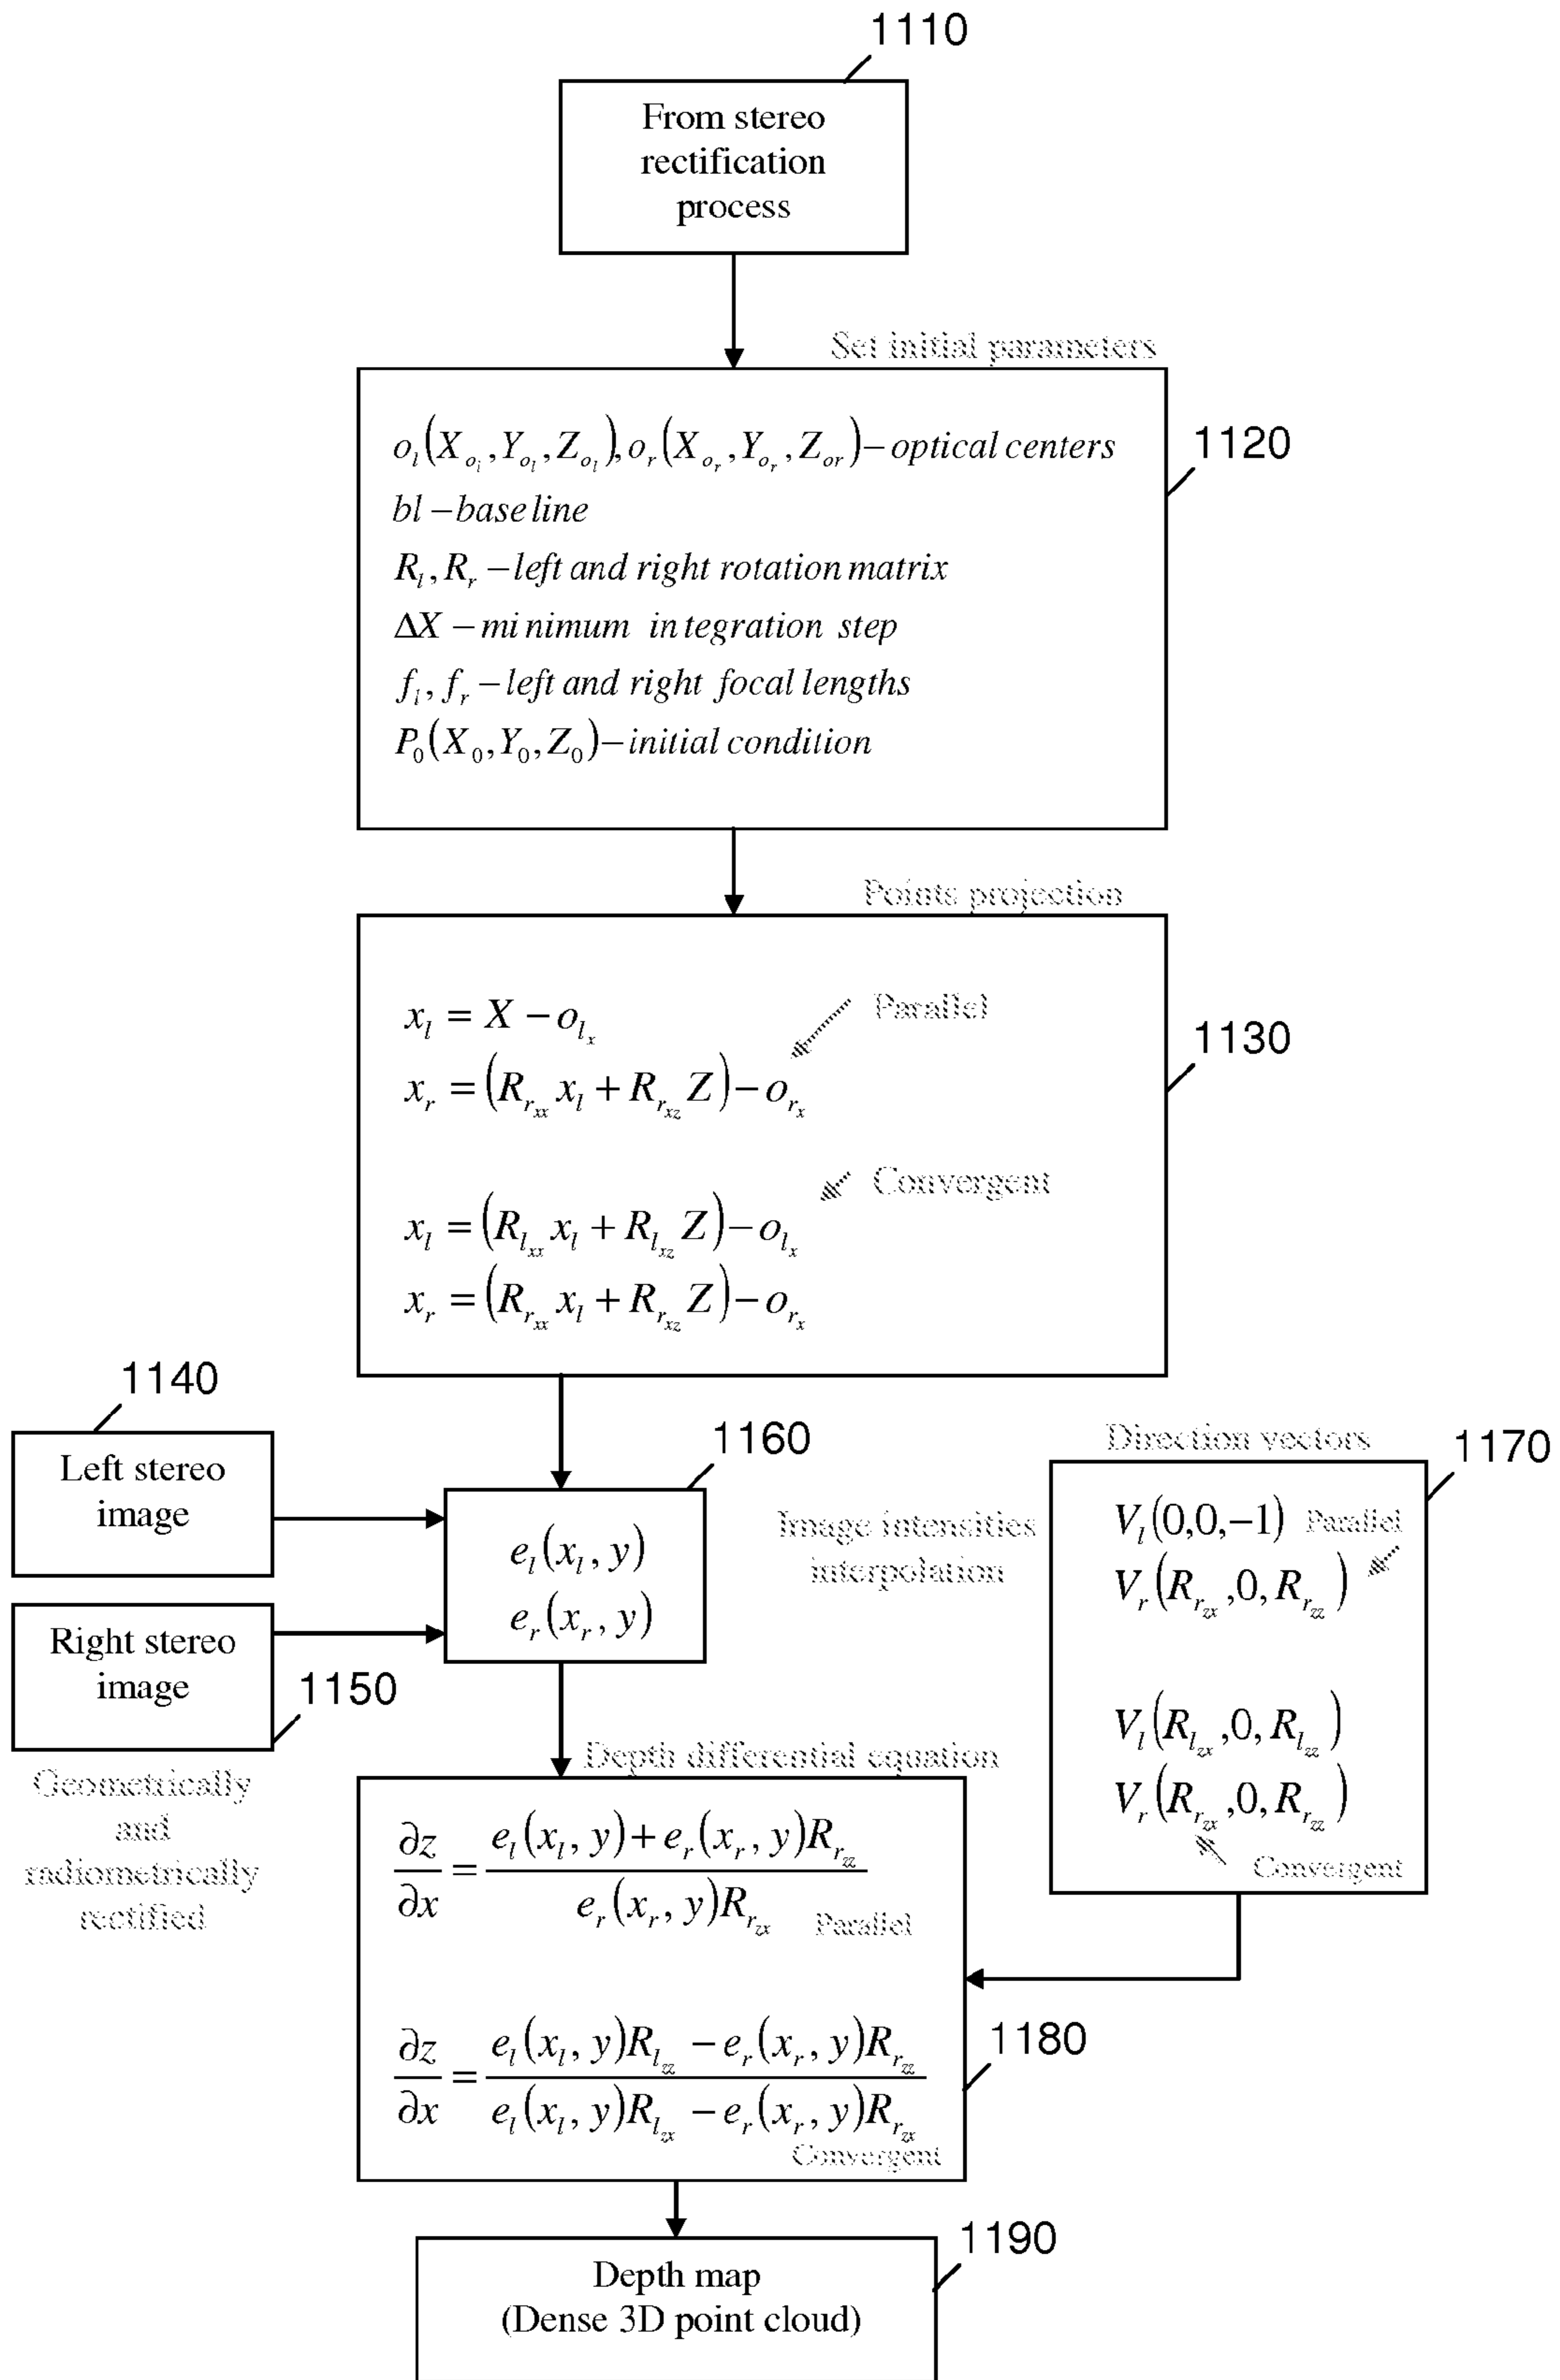 1110
From stereo
rectification
process
Set initial parameters
1120
o_l(X_{o_l}, Y_{o_l}, Z_{o_l}), o_r(X_{o_r}, Y_{o_r}, Z_{or}) – optical centers
bl – baseline
R_l, R_r – left and right rotation matrix
ΔX – minimum integration step
f_l, f_r – left and right focal lengths
P_0(X_0, Y_0, Z_0) – initial condition
Points projection
1130
x_l = X − o_{l_x}
Parallel
x_r = (R_{r_{xx}} x_l + R_{r_{xz}} Z) − o_{r_x}
Convergent
x_l = (R_{l_{xx}} x_l + R_{l_{xz}} Z) − o_{l_x}
x_r = (R_{r_{xx}} x_l + R_{r_{xz}} Z) − o_{r_x}
1140
Left stereo
image
Right stereo
image
1150
Geometrically
and
radiometrically
rectified
1160
e_l(x_l, y)
e_r(x_r, y)
Image intensities
interpolation
Direction vectors
1170
V_l(0,0,−1) Parallel
V_r(R_{r_{zx}}, 0, R_{r_{zz}})
V_l(R_{l_{zx}}, 0, R_{l_{zz}})
V_r(R_{r_{zx}}, 0, R_{r_{zz}})
Convergent
Depth differential equation
∂z/∂x = (e_l(x_l, y) + e_r(x_r, y)R_{r_{zz}}) / (e_r(x_r, y)R_{r_{zx}})
Parallel
∂z/∂x = (e_l(x_l, y)R_{l_{zz}} − e_r(x_r, y)R_{r_{zz}}) / (e_l(x_l, y)R_{l_{zx}} − e_r(x_r, y)R_{r_{zx}})
Convergent
1180
1190
Depth map
(Dense 3D point cloud)